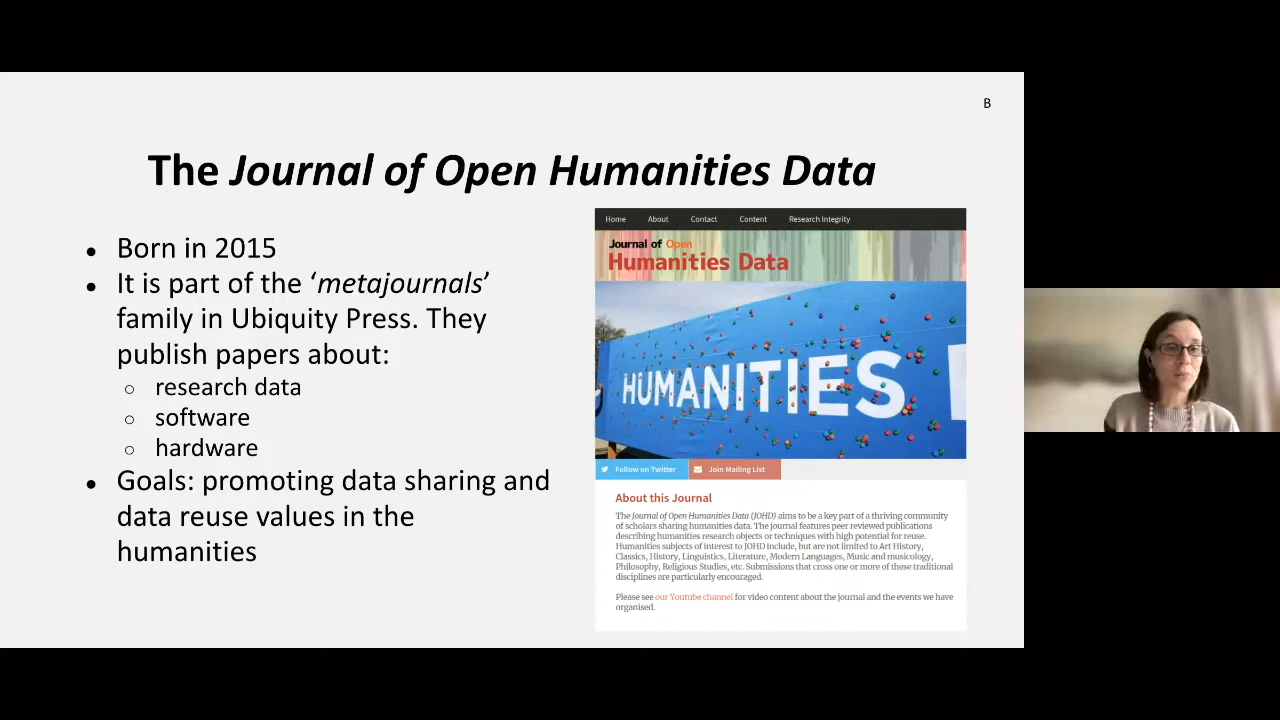 B
The Journal of Open Humanities Data
● Born in 2015
● It is part of the ‘metajournals’
family in Ubiquity Press. They
publish papers about:
○ research data
○ software
○ hardware
● Goals: promoting data sharing and
data reuse values in the
humanities
Home About Contact Content Research Integrity
Journal of Open
Humanities Data
HUMANITIES
Follow on Twitter Join Mailing List
About this Journal
The Journal of Open Humanities Data (JOHD) aims to be a key part of a thriving community
of scholars sharing humanities data. The journal features peer reviewed publications
describing humanities research objects or techniques with high potential for reuse.
Humanities subjects of interest to JOHD include, but are not limited to Art History,
Classics, History, Linguistics, Literature, Modern Languages, Music and musicology,
Philosophy, Religious Studies, etc. Submissions that cross one or more of these traditional
disciplines are particularly encouraged.
Please see our Youtube channel for video content about the journal and the events we have
organised.